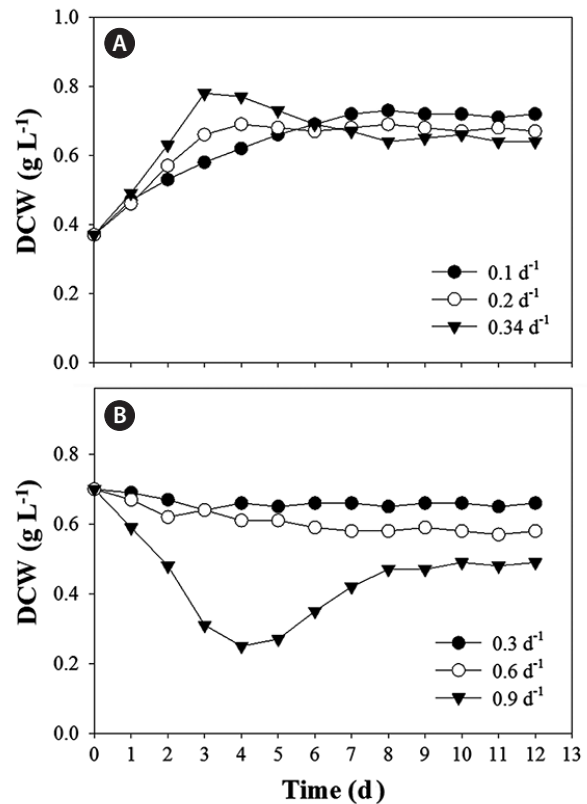 A
1.0
0.8
0.6
0.4
0.2
0.0
DCW (g L⁻¹)
0.1 d⁻¹
0.2 d⁻¹
0.34 d⁻¹
B
0.8
0.6
0.4
0.2
0.0
DCW (g L⁻¹)
0.3 d⁻¹
0.6 d⁻¹
0.9 d⁻¹
0 1 2 3 4 5 6 7 8 9 10 11 12 13
Time (d)